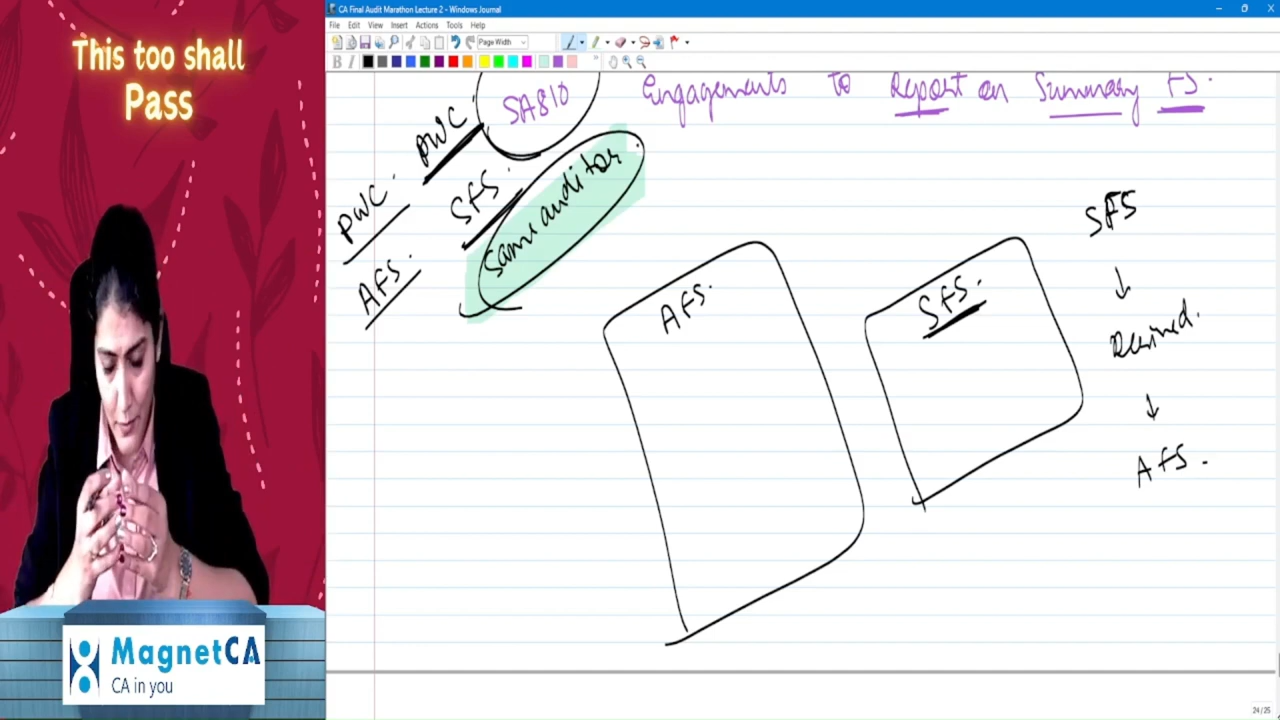 This too shall
Pass
MagnetCA
CA in you
CA Final Audit Marathon Lecture 2 - Windows Journal
File Edit View Insert Actions Tools Help
Page Width
B I
SA810 Engagements to Report on Summary FS.
PWC. PWC.
AFS. SFS.
Same auditor
AFS.
SFS.
SFS
↓
Derived.
↓
AFS.
24 / 25